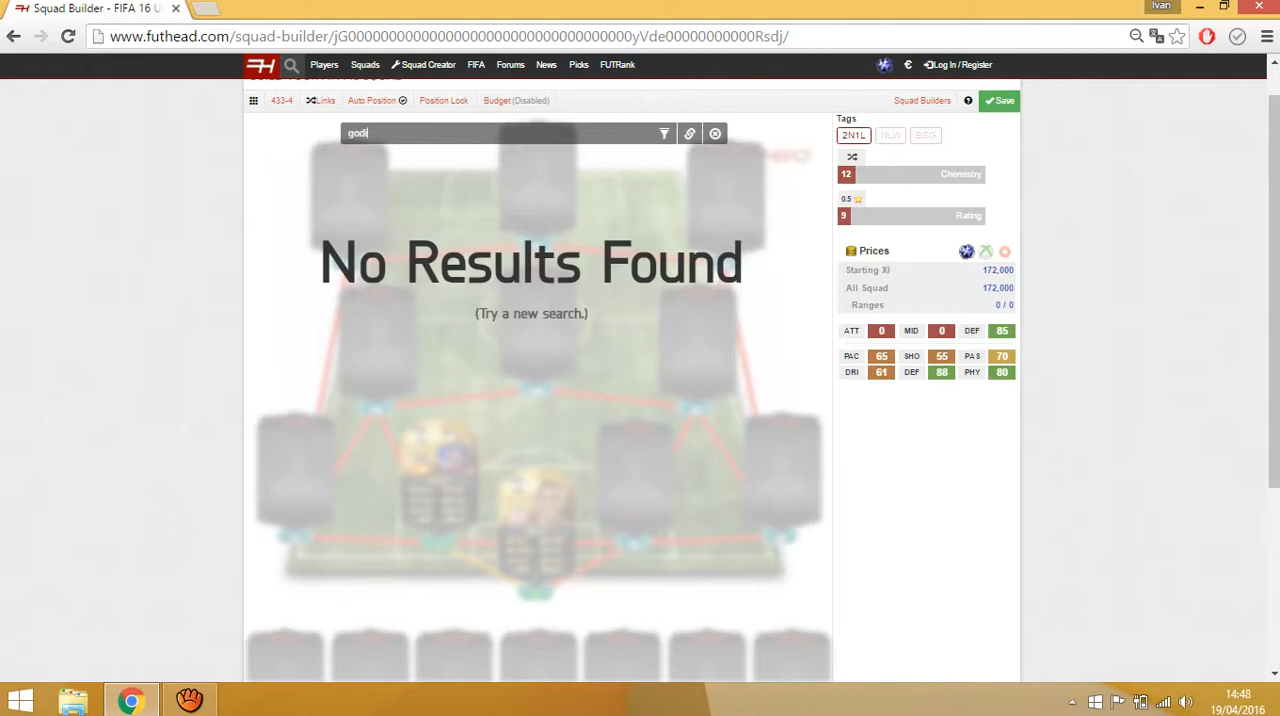 Squad Builder - FIFA 16 U
Ivan
www.futhead.com/squad-builder/jG00000000000000000000000000000000yVde00000000000Rsdj/
Players
Squads
Squad Creator
FIFA
Forums
News
Picks
FUTRank
€
Log In / Register
433-4
Links
Auto Position
Position Lock
Budget (Disabled)
Squad Builders
Save
godi
Tags
2N1L
NLW
BSG
12
Chemistry
0.5
9
Rating
No Results Found
(Try a new search.)
Prices
Starting XI
172,000
All Squad
172,000
Ranges
0 / 0
ATT 0 MID 0 DEF 85
PAC 65 SHO 55 PAS 70
DRI 61 DEF 88 PHY 80
14:48
19/04/2016